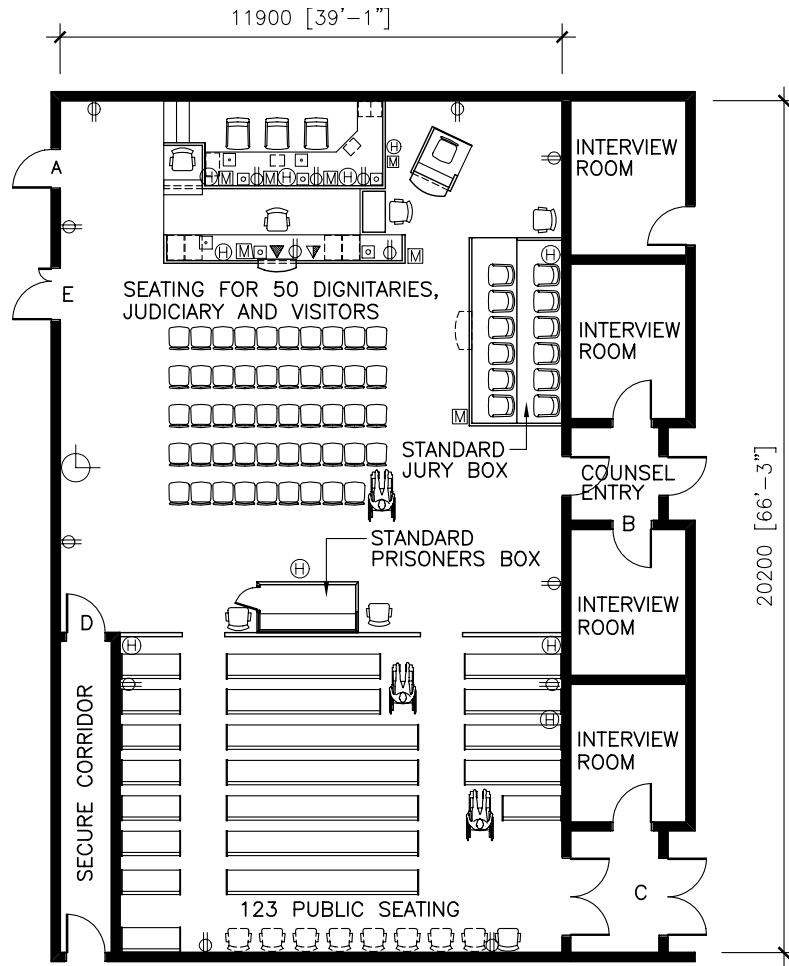 11900 [39'-1"]
INTERVIEW
ROOM
A
H
M
H
M
H
M
H
M
H
M
M
H
E
SEATING FOR 50 DIGNITARIES,
JUDICIARY AND VISITORS
INTERVIEW
ROOM
M
STANDARD
JURY BOX
COUNSEL
ENTRY
B
20200 [66'-3"]
STANDARD
PRISONERS BOX
H
INTERVIEW
ROOM
D
H
H
H
INTERVIEW
ROOM
SECURE CORRIDOR
C
123 PUBLIC SEATING